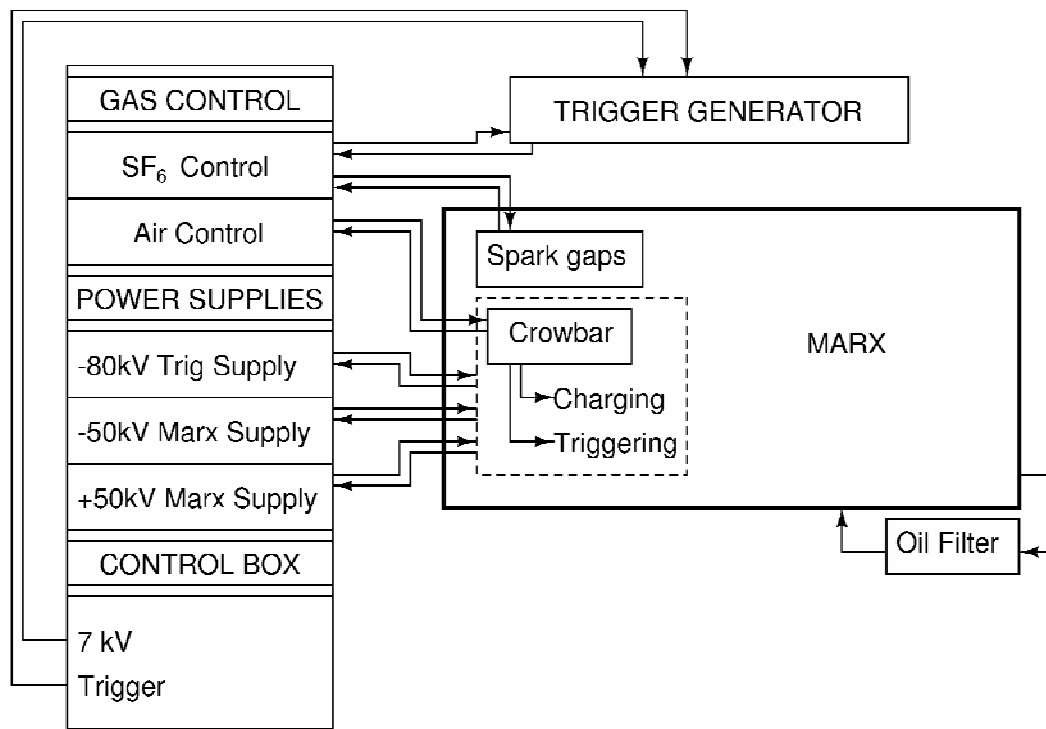 GAS CONTROL
SF₆ Control
Air Control
POWER SUPPLIES
-80kV Trig Supply
-50kV Marx Supply
+50kV Marx Supply
CONTROL BOX
7 kV
Trigger
TRIGGER GENERATOR
Spark gaps
Crowbar
Charging
Triggering
MARX
Oil Filter